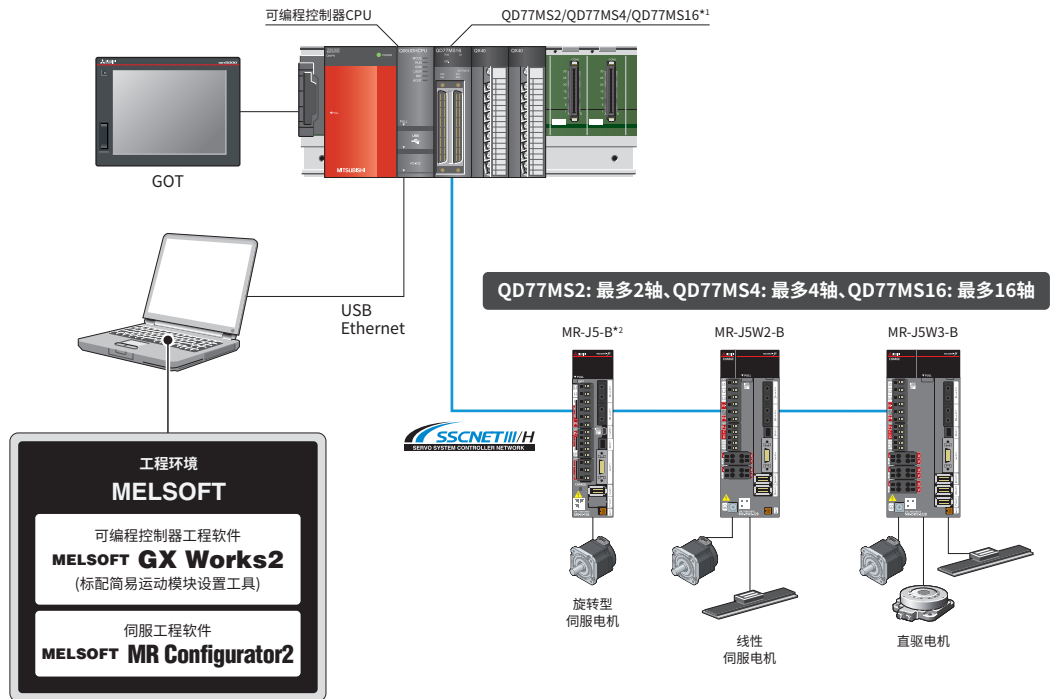 可编程控制器CPU
QD77MS2/QD77MS4/QD77MS16*1
QD77MS16
QX40
QX40
MITSUBISHI
GOT
USB
Ethernet
QD77MS2: 最多2轴、QD77MS4: 最多4轴、QD77MS16: 最多16轴
MR-J5-B*2
MR-J5W2-B
MR-J5W3-B
SSCNETIII/H
SERVO SYSTEM CONTROLLER NETWORK
旋转型
伺服电机
线性
伺服电机
直驱电机
工程环境
MELSOFT
可编程控制器工程软件
MELSOFT GX Works2
(标配简易运动模块设置工具)
伺服工程软件
MELSOFT MR Configurator2